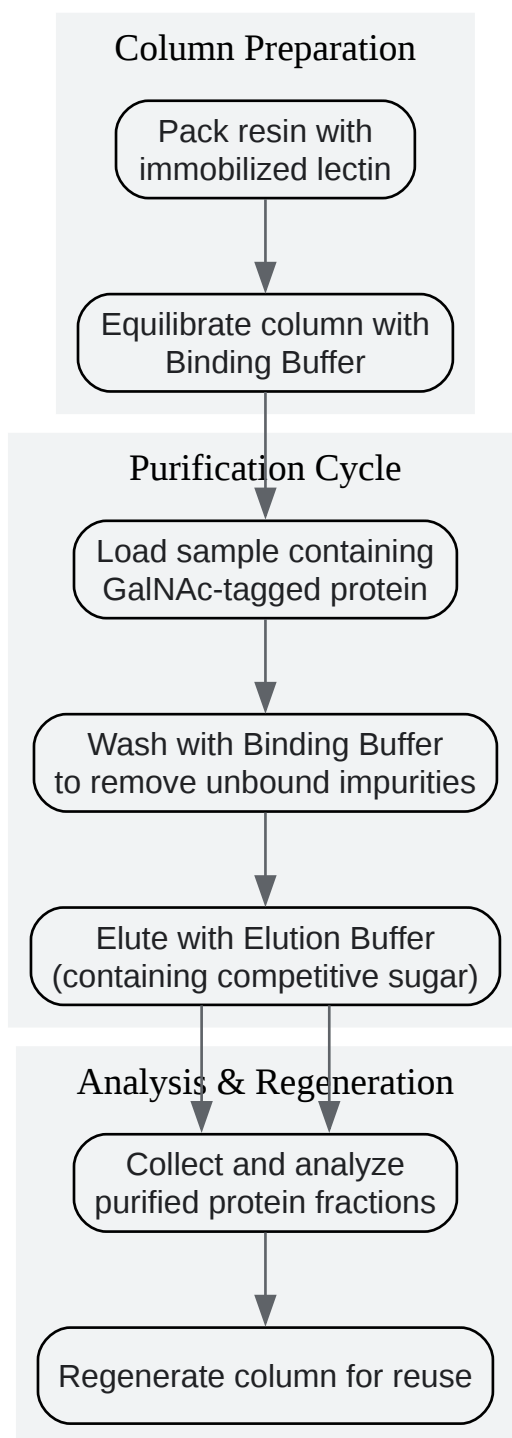 Column Preparation
Pack resin with
immobilized lectin
Equilibrate column with
Binding Buffer
Purification Cycle
Load sample containing
GalNAc-tagged protein
Wash with Binding Buffer
to remove unbound impurities
Elute with Elution Buffer
(containing competitive sugar)
Analysis & Regeneration
Collect and analyze
purified protein fractions
Regenerate column for reuse